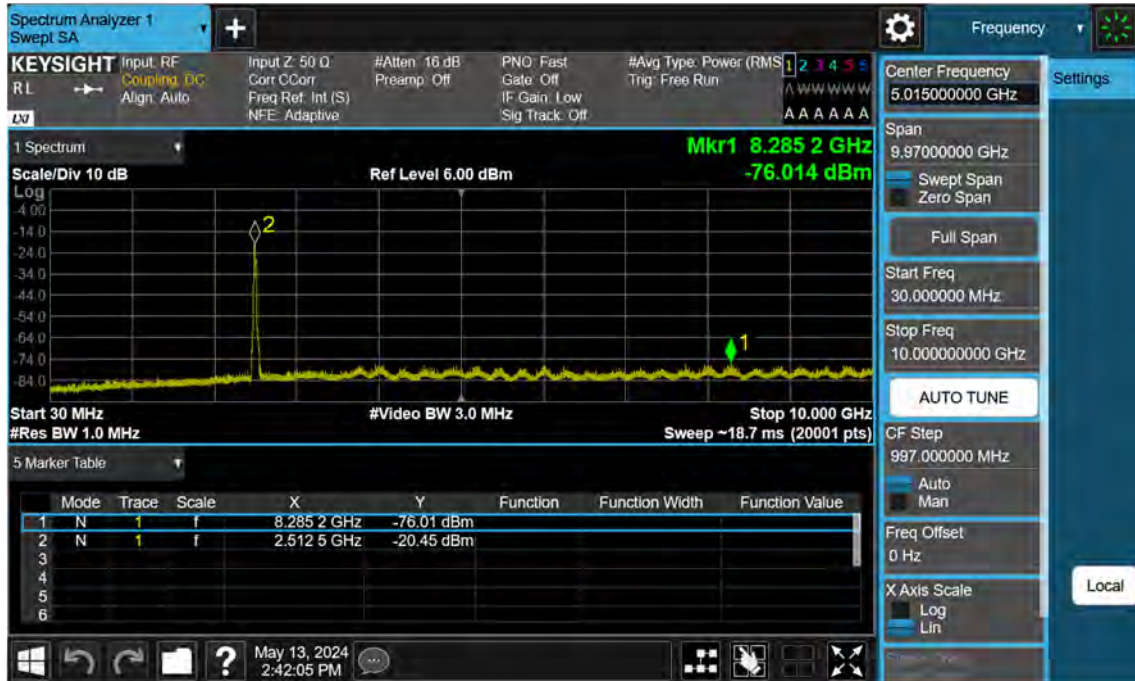 Spectrum Analyzer 1
Swept SA
Frequency
KEYSIGHT
RL
LXI
Input: RF
Coupling: DC
Align: Auto
Input Z: 50 Ω
Corr CCorr
Freq Ref: Int (S)
NFE: Adaptive
#Atten: 16 dB
Preamp: Off
PNO: Fast
Gate: Off
IF Gain: Low
Sig Track: Off
#Avg Type: Power (RMS
Trig: Free Run
1 2 3 4 5 6
A W W W W W
A A A A A A
1 Spectrum
Mkr1 8.285 2 GHz
Scale/Div 10 dB
Ref Level 6.00 dBm
-76.014 dBm
Log
-4.00
-14.0
-24.0
-34.0
-44.0
-54.0
-64.0
-74.0
-84.0
2
1
Start 30 MHz
#Video BW 3.0 MHz
Stop 10.000 GHz
#Res BW 1.0 MHz
Sweep ~18.7 ms (20001 pts)
5 Marker Table
Mode Trace Scale X Y Function Function Width Function Value
1 N 1 f 8.285 2 GHz -76.01 dBm
2 N 1 f 2.512 5 GHz -20.45 dBm
3
4
5
6
May 13, 2024
2:42:05 PM
Center Frequency
5.015000000 GHz
Settings
Span
9.97000000 GHz
Swept Span
Zero Span
Full Span
Start Freq
30.000000 MHz
Stop Freq
10.000000000 GHz
AUTO TUNE
CF Step
997.000000 MHz
Auto
Man
Freq Offset
0 Hz
X Axis Scale
Log
Lin
Local